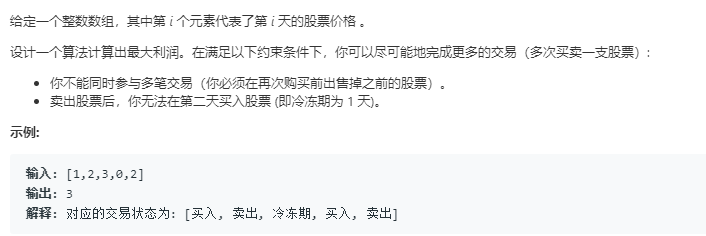 给定一个整数数组，其中第 i 个元素代表了第 i 天的股票价格 。
设计一个算法计算出最大利润。在满足以下约束条件下，你可以尽可能地完成更多的交易（多次买卖一支股票）:
• 你不能同时参与多笔交易（你必须在再次购买前出售掉之前的股票）。
• 卖出股票后，你无法在第二天买入股票 (即冷冻期为 1 天)。
示例:
输入: [1,2,3,0,2]
输出: 3
解释: 对应的交易状态为: [买入, 卖出, 冷冻期, 买入, 卖出]